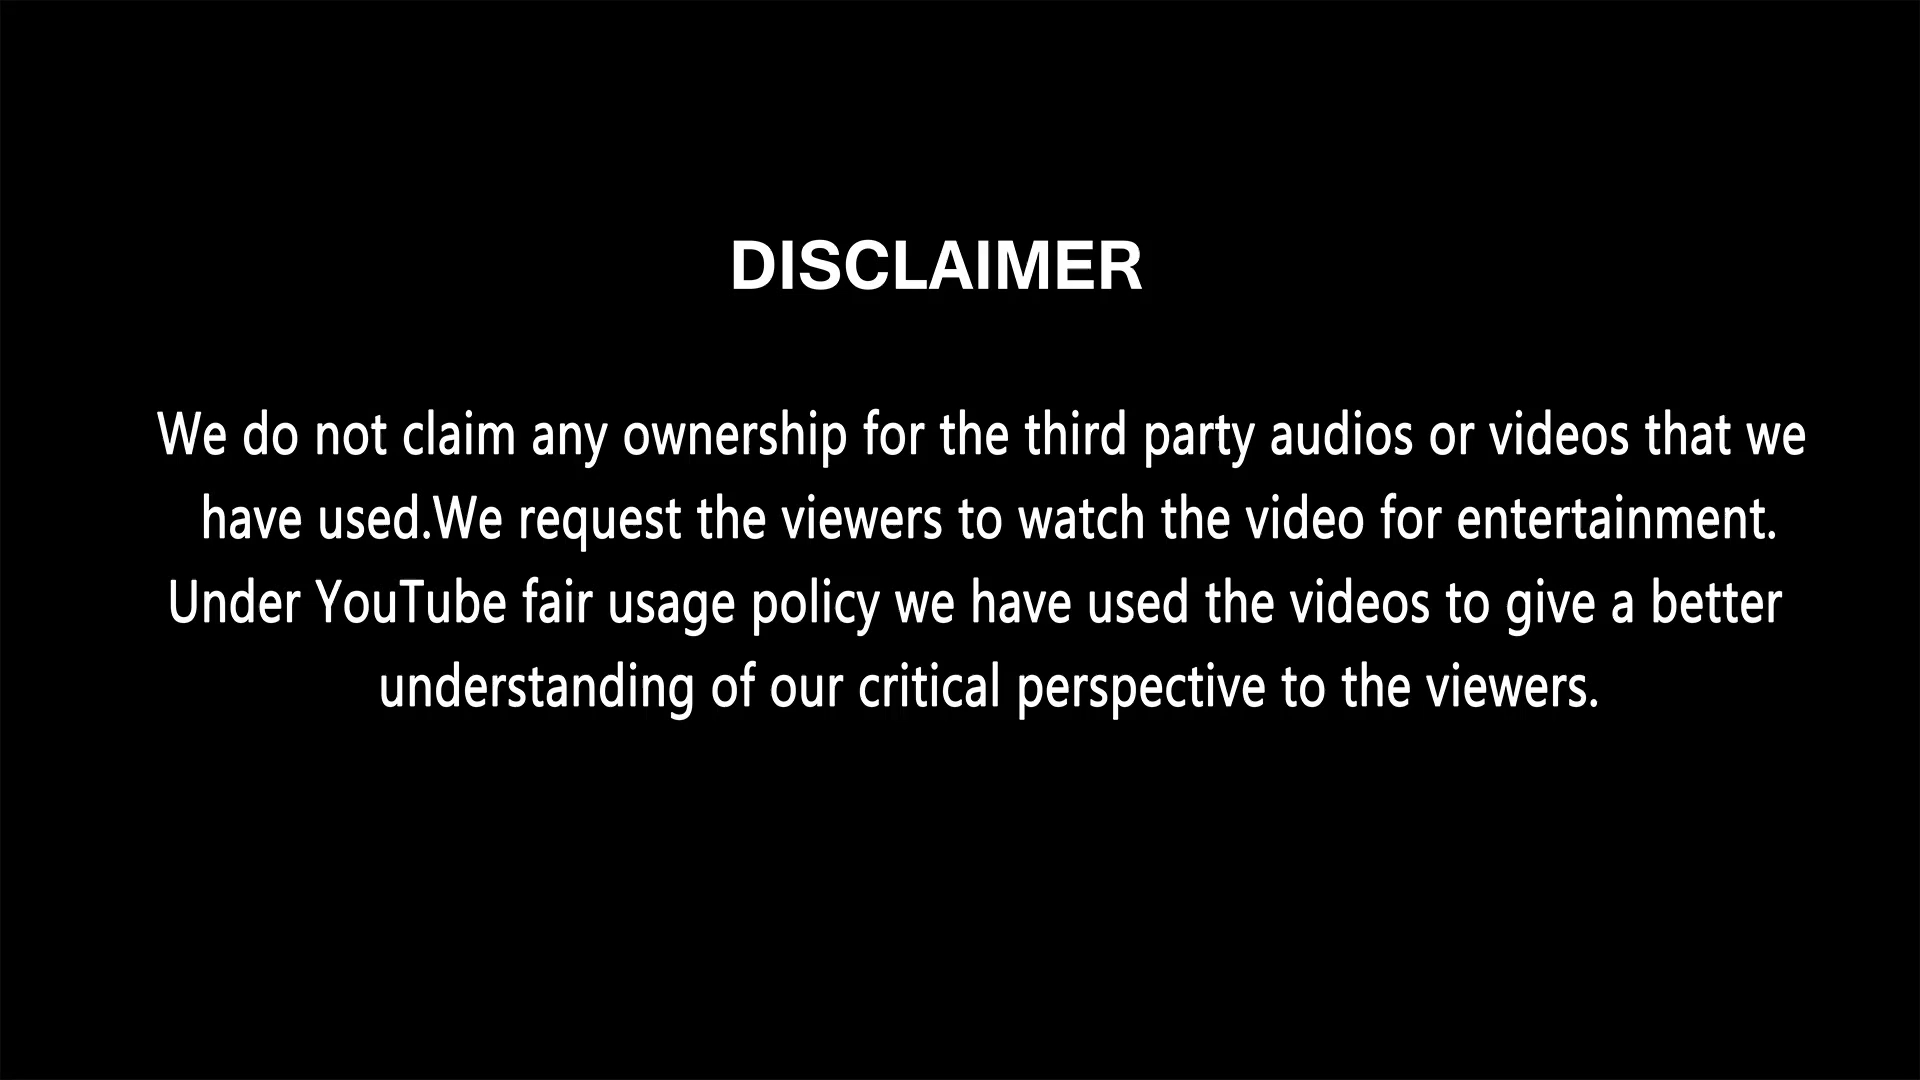 DISCLAIMER
We do not claim any ownership for the third party audios or videos that we
have used.We request the viewers to watch the video for entertainment.
Under YouTube fair usage policy we have used the videos to give a better
understanding of our critical perspective to the viewers.